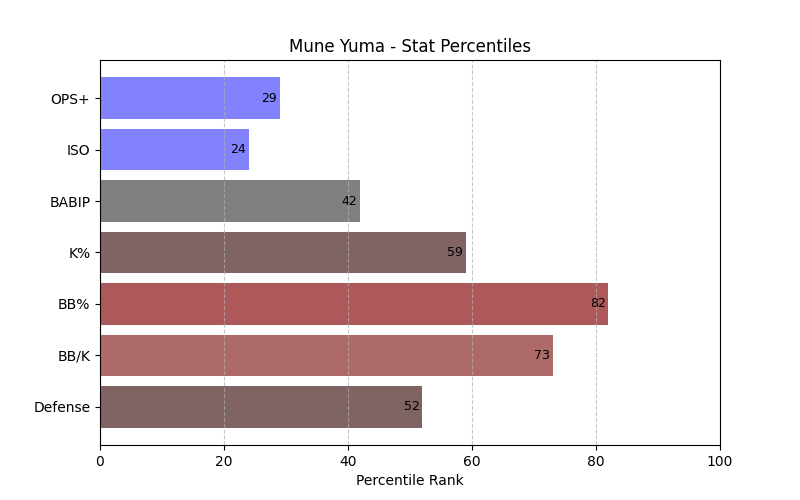 Mune Yuma - Stat Percentiles
OPS+ 29
ISO 24
BABIP 42
K% 59
BB% 82
BB/K 73
Defense 52
0 20 40 60 80 100
Percentile Rank